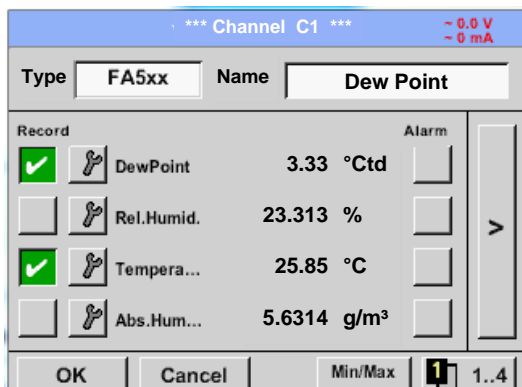 *** Channel C1 ***
~ 0.0 V
~ 0 mA
Type FA5xx Name Dew Point
Record Alarm
DewPoint 3.33 °Ctd
Rel.Humid. 23.313 %
Tempera... 25.85 °C
Abs.Hum... 5.6314 g/m³
>
OK Cancel Min/Max 1 1..4